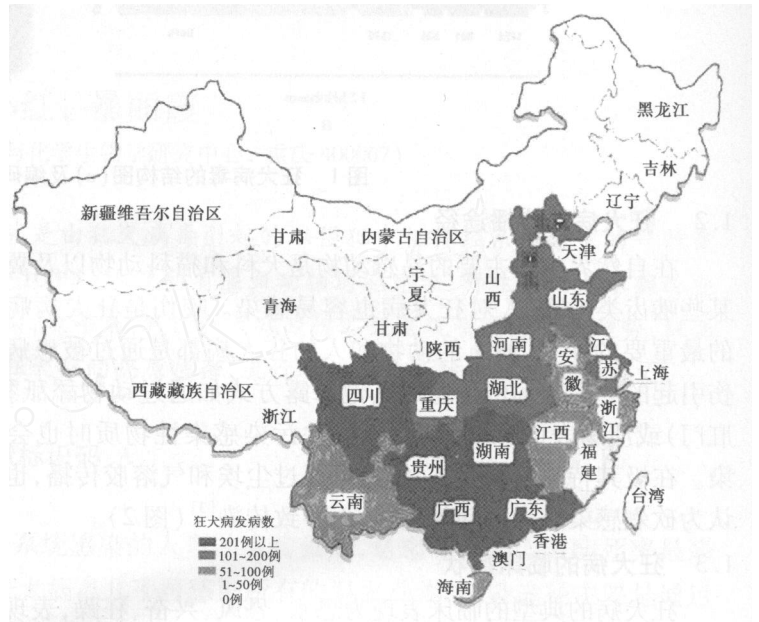 黑龙江
吉林
辽宁
新疆维吾尔自治区
甘肃
内蒙古自治区
天津
宁夏
山西
山东
青海
甘肃
陕西
河南
江苏
安徽
上海
西藏藏族自治区
浙江
四川
重庆
湖北
浙江
江西
湖南
贵州
福建
云南
广西
广东
台湾
香港
澳门
海南
狂犬病发病数
201例以上
101~200例
51~100例
1~50例
0例